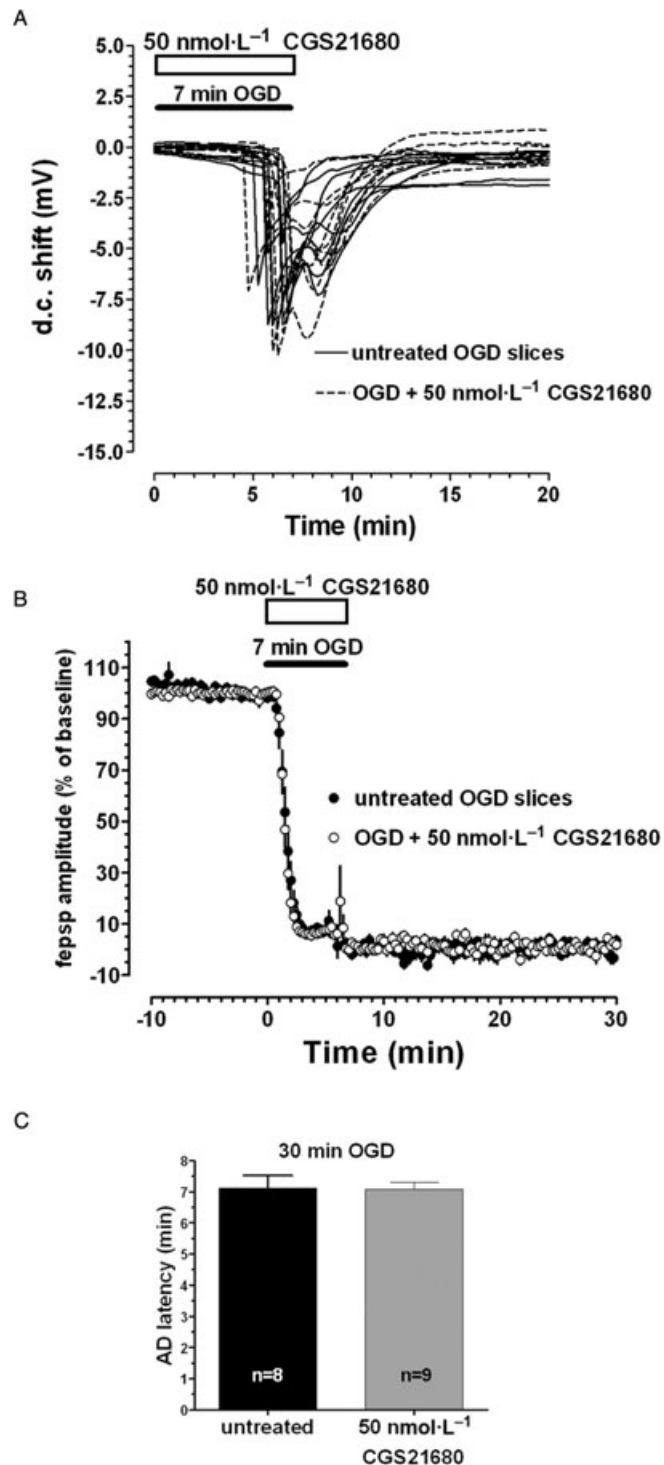 A
50 nmol·L⁻¹ CGS21680
7 min OGD
5.0
2.5
0.0
-2.5
-5.0
-7.5
-10.0
-12.5
-15.0
d.c. shift (mV)
untreated OGD slices
OGD + 50 nmol·L⁻¹ CGS21680
0 5 10 15 20
Time (min)
B
50 nmol·L⁻¹ CGS21680
7 min OGD
110
90
70
50
30
10
-10
fepsp amplitude (% of baseline)
untreated OGD slices
OGD + 50 nmol·L⁻¹ CGS21680
-10 0 10 20 30
Time (min)
C
30 min OGD
8
7
6
5
4
3
2
1
0
AD latency (min)
n=8 n=9
untreated 50 nmol·L⁻¹
CGS21680